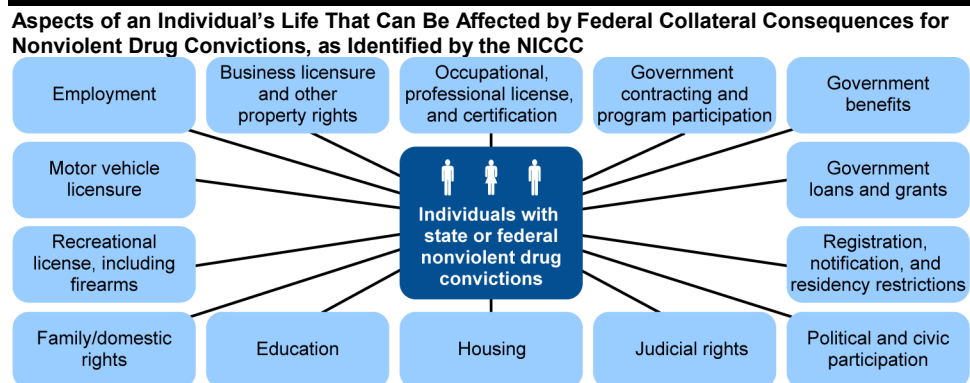 Aspects of an Individual's Life That Can Be Affected by Federal Collateral Consequences for
Nonviolent Drug Convictions, as Identified by the NICCC
Employment
Business licensure
and other
property rights
Occupational,
professional license,
and certification
Government
contracting and
program participation
Government
benefits
Motor vehicle
licensure
Individuals with
state or federal
nonviolent drug
convictions
Government
loans and grants
Recreational
license, including
firearms
Registration,
notification, and
residency restrictions
Family/domestic
rights
Education
Housing
Judicial rights
Political and civic
participation